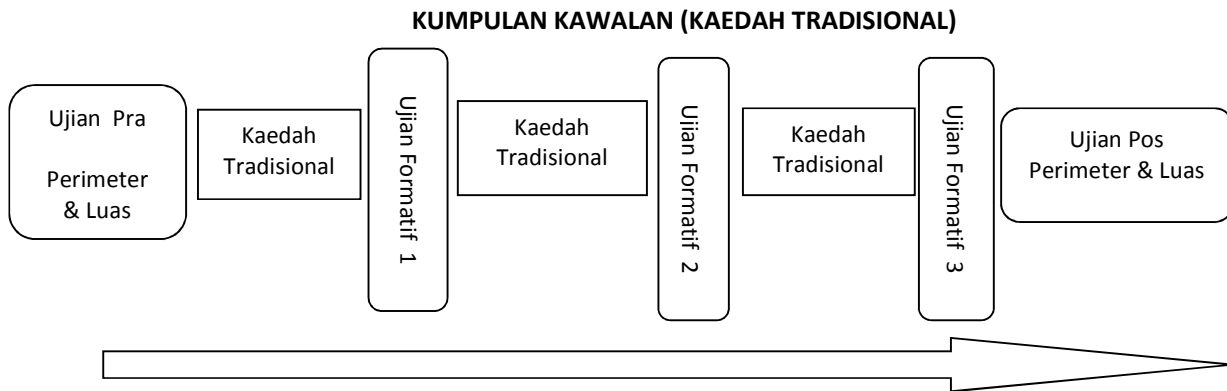 KUMPULAN KAWALAN (KAEDAH TRADISIONAL)
Ujian Pra
Perimeter
& Luas
Kaedah
Tradisional
Ujian Formatif 1
Kaedah
Tradisional
Ujian Formatif 2
Kaedah
Tradisional
Ujian Formatif 3
Ujian Pos
Perimeter & Luas